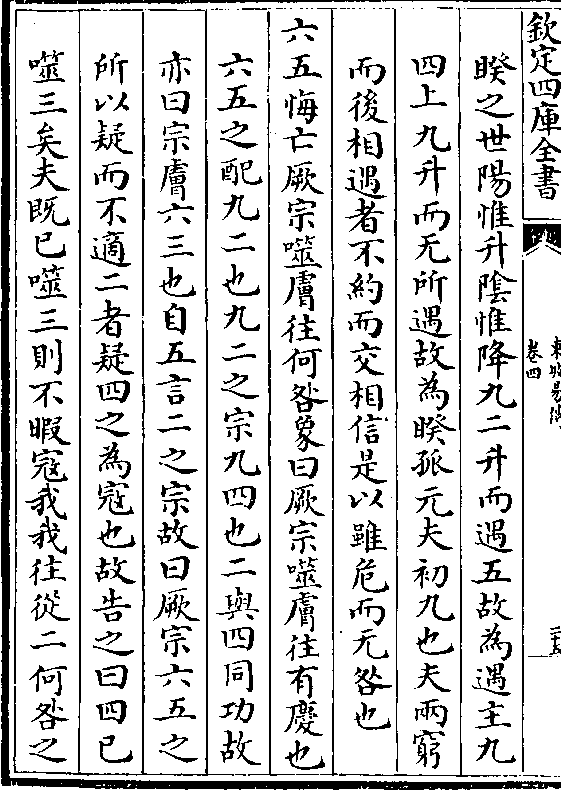 欽定四庫全書
卷四
睽之世陽惟升陰惟降九二升而遇五故為遇主九
四上九升而无所遇故為睽孤元夫初九也夫兩窮
而後相遇者不約而交相信是以雖危而无咎也
六五悔亡厥宗噬膚往何咎象曰厥宗噬膚往有慶也
六五之配九二也九二之宗九四也二與四同功故
亦曰宗膚六三也自五言二之宗故曰厥宗六五之
所以疑而不適二者疑四之為寇也故告之曰四已
噬三矣夫既已噬三則不暇寇我我往從二何咎之